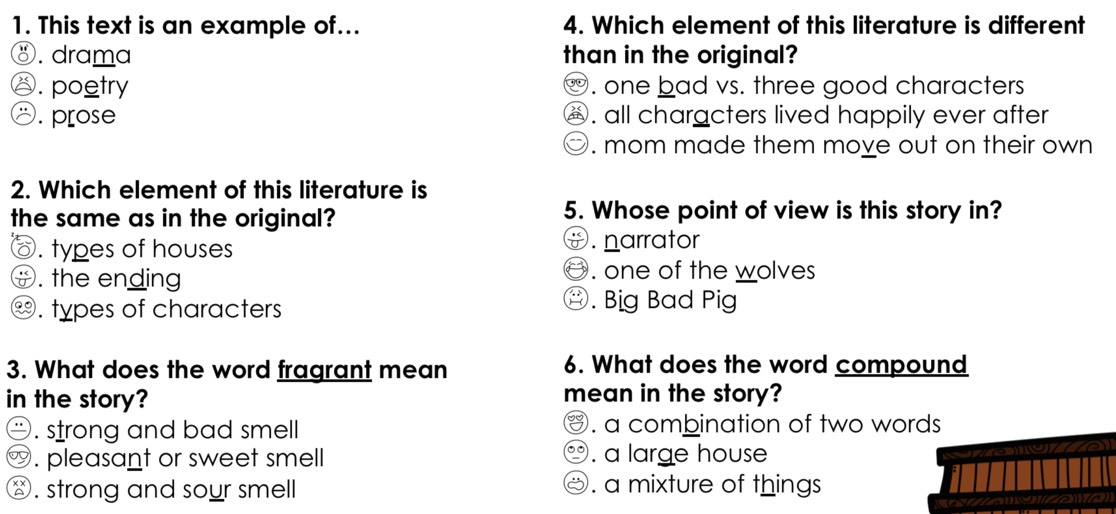 1. This text is an example of...
. drama
. poetry
. prose
2. Which element of this literature is
the same as in the original?
. types of houses
. the ending
. types of characters
3. What does the word fragrant mean
in the story?
. strong and bad smell
. pleasant or sweet smell
. strong and sour smell
4. Which element of this literature is different
than in the original?
. one bad vs. three good characters
. all characters lived happily ever after
. mom made them move out on their own
5. Whose point of view is this story in?
. narrator
. one of the wolves
. Big Bad Pig
6. What does the word compound
mean in the story?
. a combination of two words
. a large house
. a mixture of things